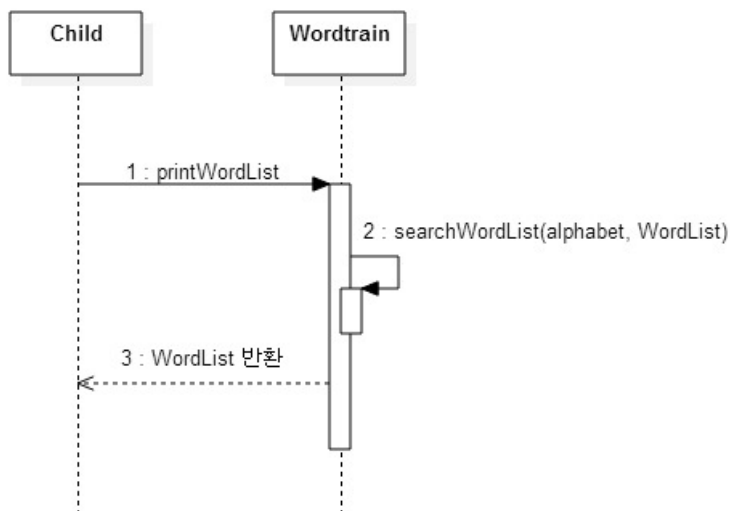 Child
Wordtrain
1 : printWordList
2 : searchWordList(alphabet, WordList)
3 : WordList 반환